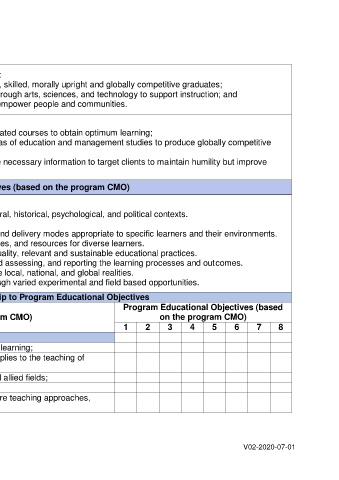 :
, skilled, morally upright and globally competitive graduates;
rough arts, sciences, and technology to support instruction; and
empower people and communities.
ated courses to obtain optimum learning;
as of education and management studies to produce globally competitive
e necessary information to target clients to maintain humility but improve
ves (based on the program CMO)
ral, historical, psychological, and political contexts.
nd delivery modes appropriate to specific learners and their environments.
es, and resources for diverse learners.
uality, relevant and sustainable educational practices.
d assessing, and reporting the learning processes and outcomes.
e local, national, and global realities.
gh varied experimental and field based opportunities.
ip to Program Educational Objectives
m CMO)
Program Educational Objectives (based
on the program CMO)
1 2 3 4 5 6 7 8
learning;
plies to the teaching of
d allied fields;
re teaching approaches,
V02-2020-07-01